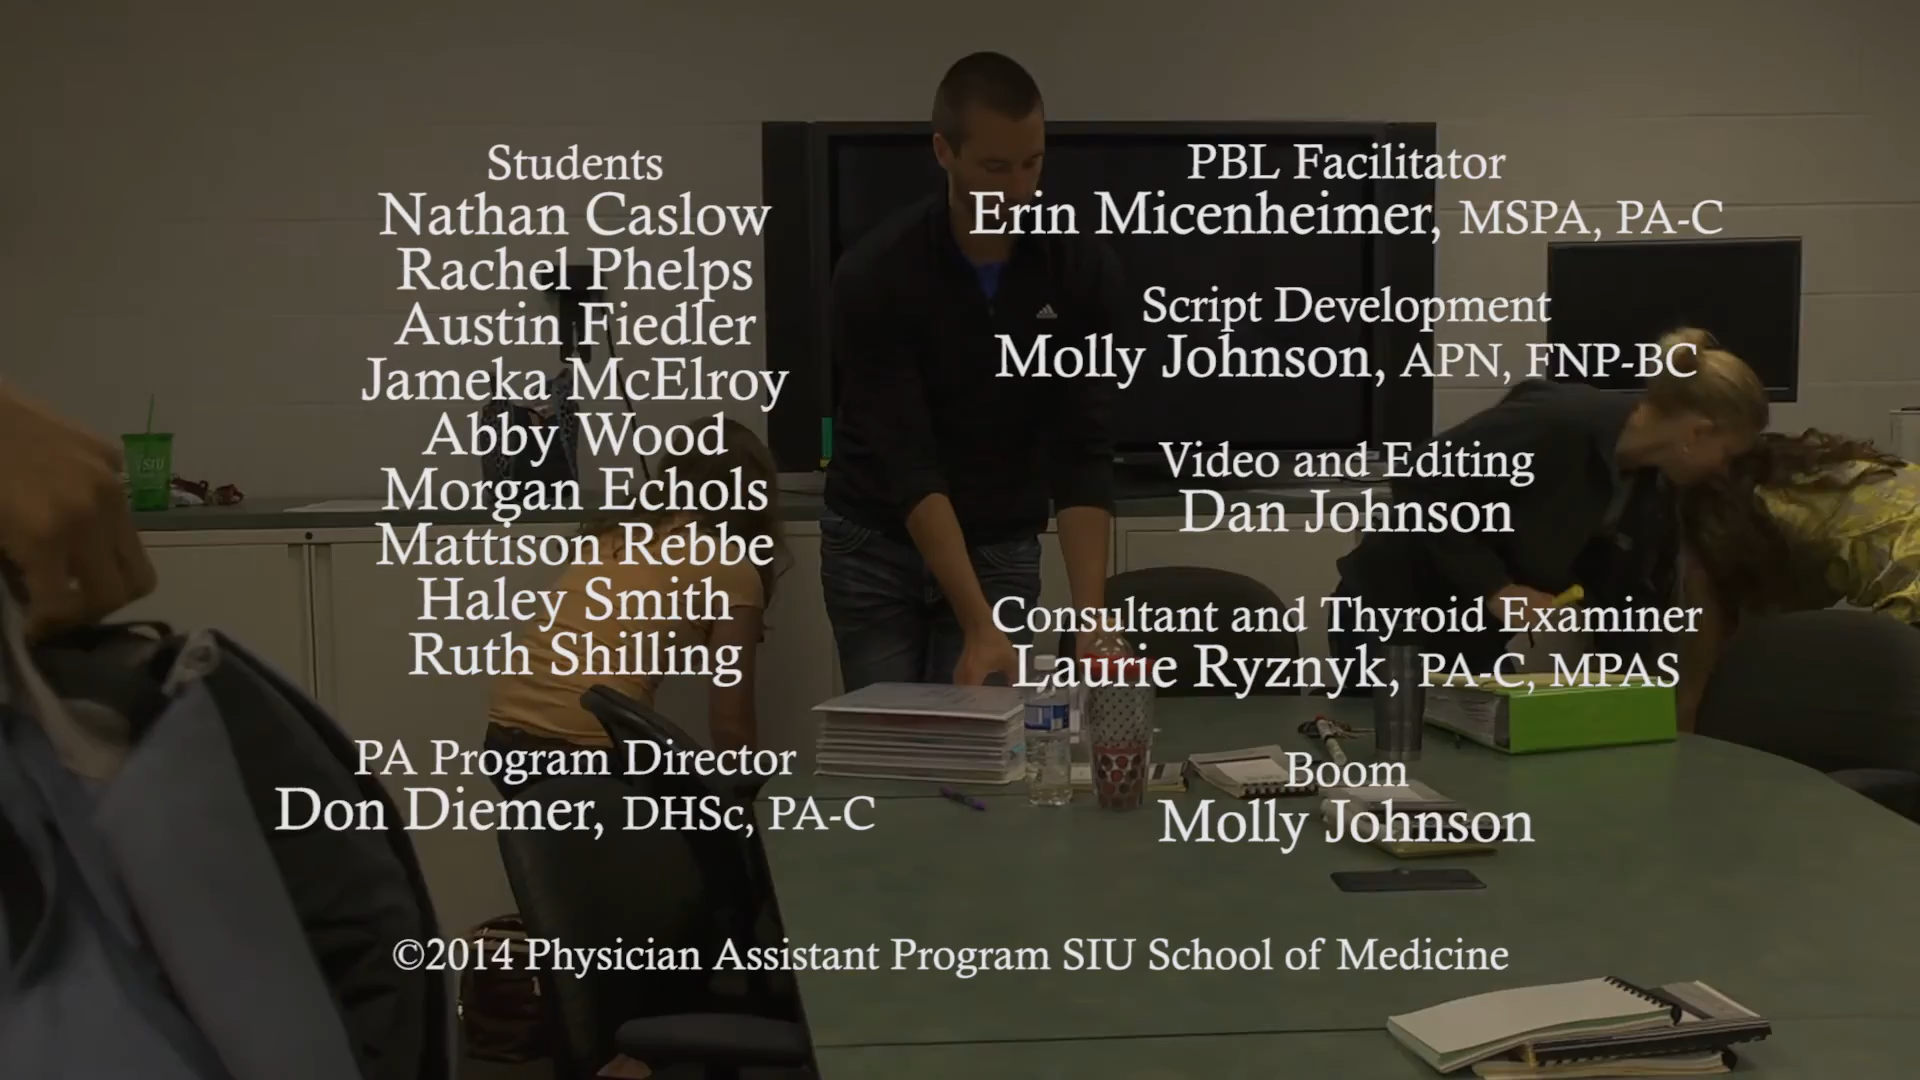 Students
Nathan Caslow
Rachel Phelps
Austin Fiedler
Jameka McElroy
Abby Wood
Morgan Echols
Mattison Rebbe
Haley Smith
Ruth Shilling
PA Program Director
Don Diemer, DHSc, PA-C
PBL Facilitator
Erin Micenheimer, MSPA, PA-C
Script Development
Molly Johnson, APN, FNP-BC
Video and Editing
Dan Johnson
Consultant and Thyroid Examiner
Laurie Ryznyk, PA-C, MPAS
Boom
Molly Johnson
©2014 Physician Assistant Program SIU School of Medicine
SIU